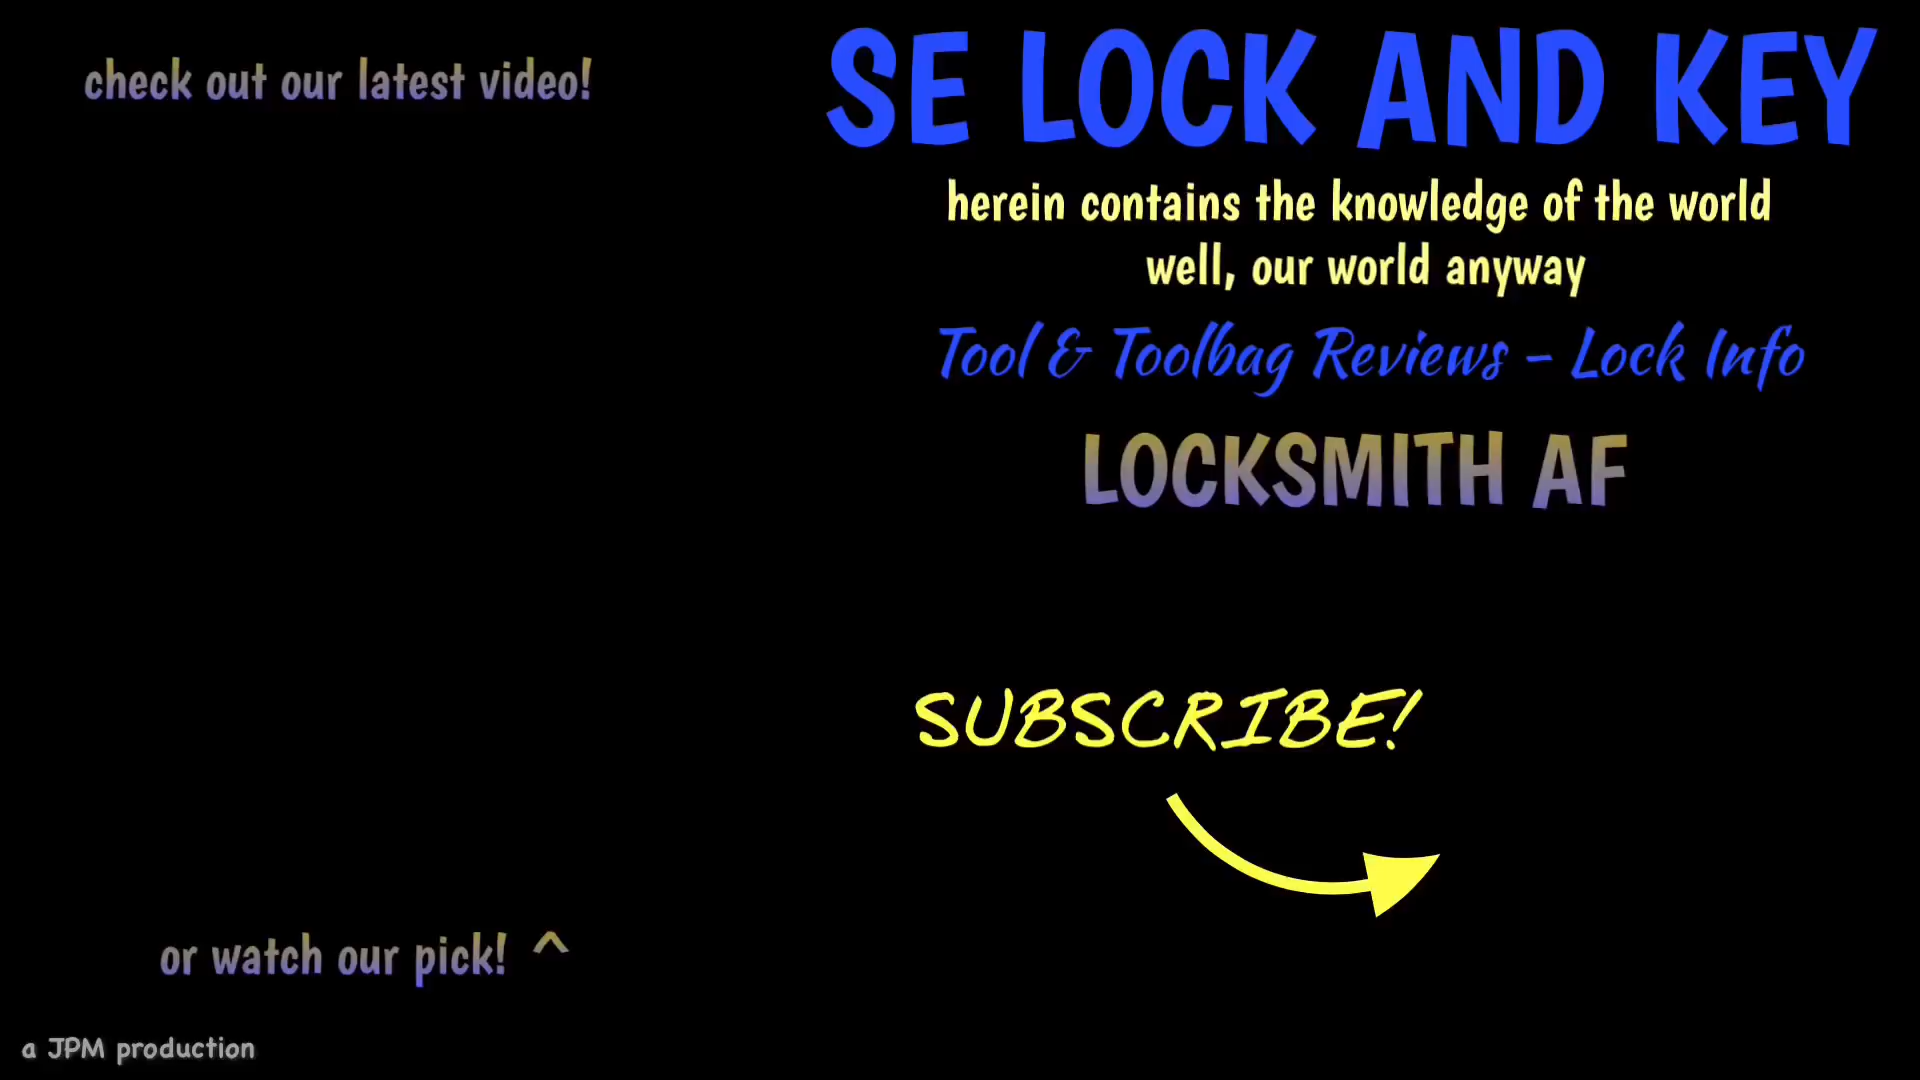 check out our latest video!
SE LOCK AND KEY
herein contains the knowledge of the world
well, our world anyway
Tool & Toolbag Reviews - Lock Info
LOCKSMITH AF
SUBSCRIBE!
or watch our pick! ^
a JPM production